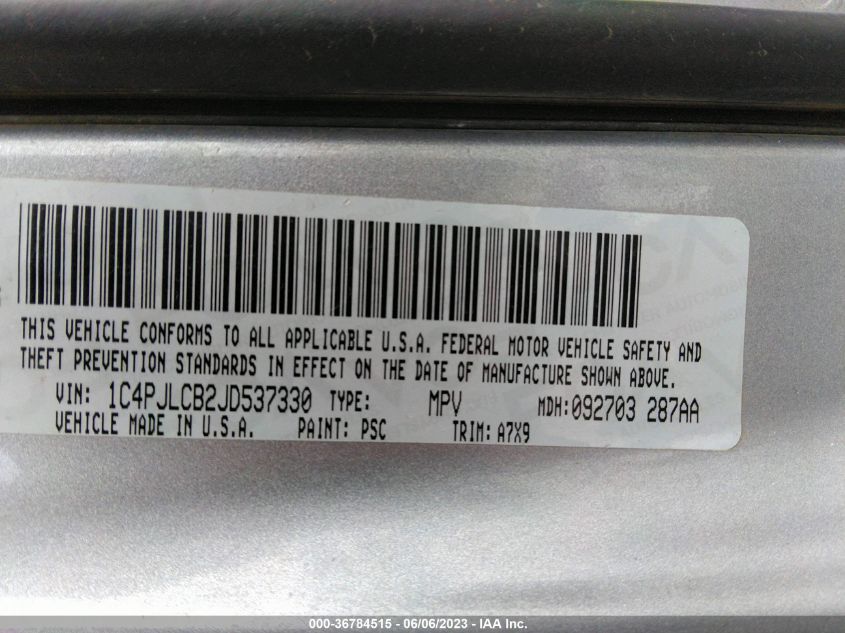 THIS VEHICLE CONFORMS TO ALL APPLICABLE U.S.A. FEDERAL MOTOR VEHICLE SAFETY AND
THEFT PREVENTION STANDARDS IN EFFECT ON THE DATE OF MANUFACTURE SHOWN ABOVE.
VIN: 1C4PJLCB2JD537330 TYPE: MPV MDH:092703 287AA
VEHICLE MADE IN U.S.A. PAINT: PSC TRIM: A7X9
000-36784515 - 06/06/2023 - IAA Inc.